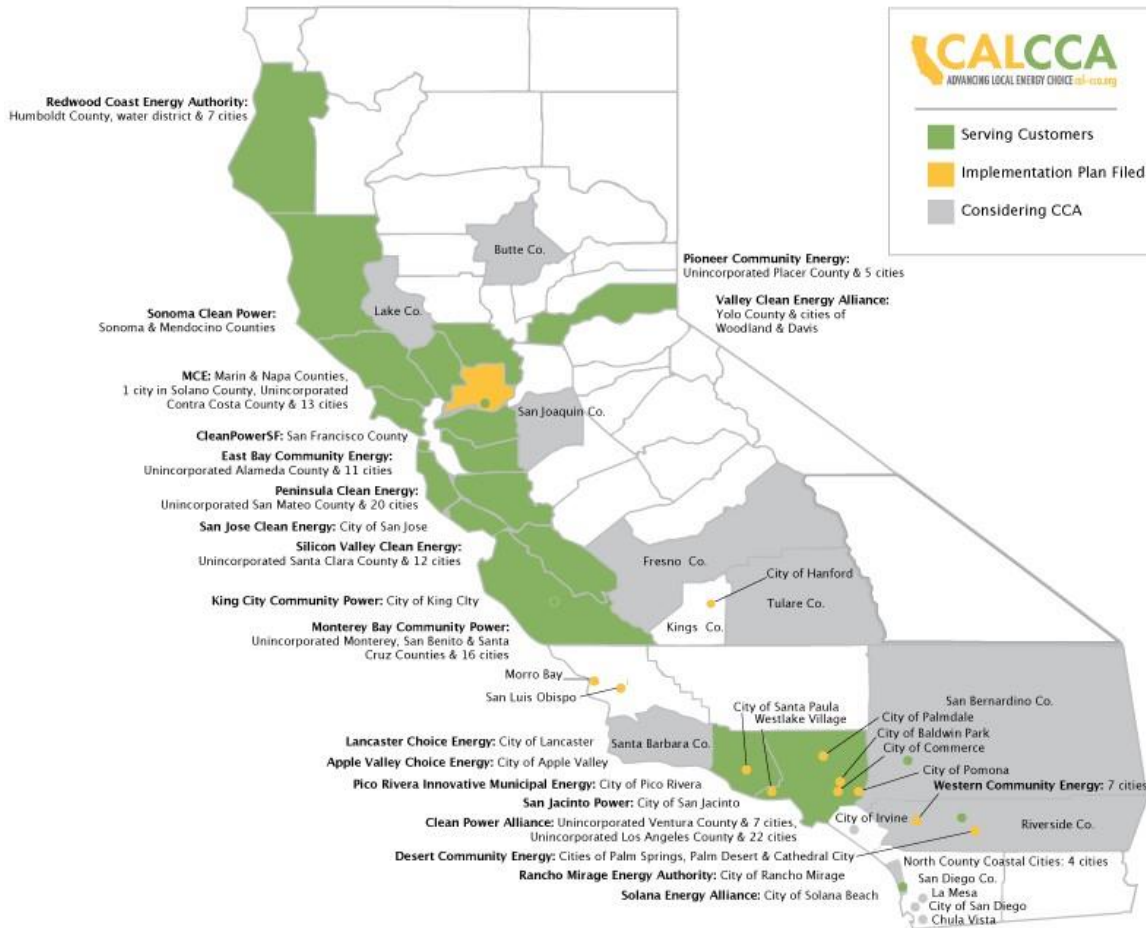 CALCCA
ADVANCING LOCAL ENERGY CHOICE cal-cca.org
Serving Customers
Implementation Plan Filed
Considering CCA
Redwood Coast Energy Authority:
Humboldt County, water district & 7 cities
Butte Co.
Pioneer Community Energy:
Unincorporated Placer County & 5 cities
Valley Clean Energy Alliance:
Yolo County & cities of
Woodland & Davis
Lake Co.
Sonoma Clean Power:
Sonoma & Mendocino Counties
MCE: Marin & Napa Counties,
1 city in Solano County, Unincorporated
Contra Costa County & 13 cities
San Joaquin Co.
CleanPowerSF: San Francisco County
East Bay Community Energy:
Unincorporated Alameda County & 11 cities
Peninsula Clean Energy:
Unincorporated San Mateo County & 20 cities
San Jose Clean Energy: City of San Jose
Silicon Valley Clean Energy:
Unincorporated Santa Clara County & 12 cities
Fresno Co.
City of Hanford
Tulare Co.
Kings Co.
King City Community Power: City of King CIty
Monterey Bay Community Power:
Unincorporated Monterey, San Benito & Santa
Cruz Counties & 16 cities
Morro Bay
San Luis Obispo
San Bernardino Co.
City of Santa Paula
Westlake Village
City of Palmdale
City of Baldwin Park
City of Commerce
Santa Barbara Co.
City of Pomona
Western Community Energy: 7 cities
Lancaster Choice Energy: City of Lancaster
Apple Valley Choice Energy: City of Apple Valley
Pico Rivera Innovative Municipal Energy: City of Pico Rivera
San Jacinto Power: City of San Jacinto
Clean Power Alliance: Unincorporated Ventura County & 7 cities,
Unincorporated Los Angeles County & 22 cities
City of Irvine
Riverside Co.
Desert Community Energy: Cities of Palm Springs, Palm Desert & Cathedral City
Rancho Mirage Energy Authority: City of Rancho Mirage
Solana Energy Alliance: City of Solana Beach
North County Coastal Cities: 4 cities
San Diego Co.
La Mesa
City of San Diego
Chula Vista